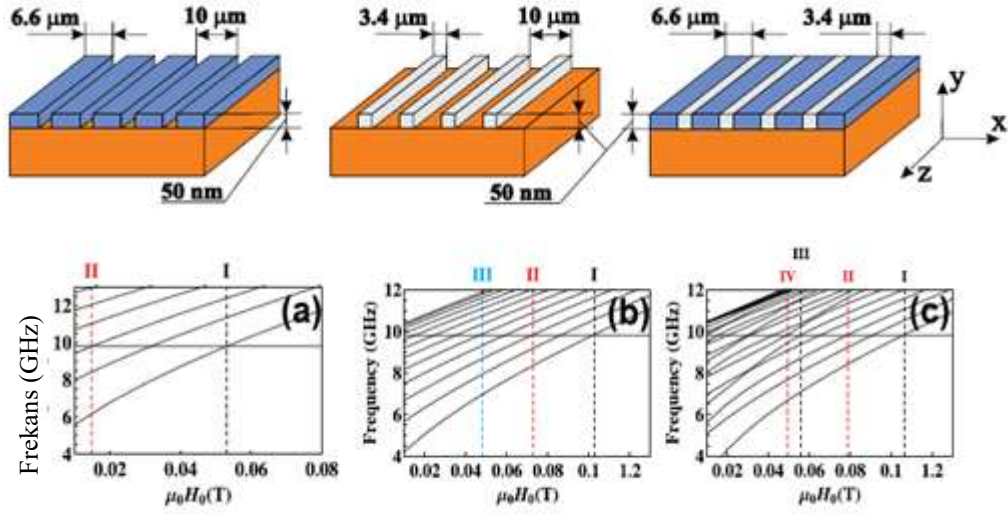 6.6 µm 10 µm 3.4 µm 10 µm 6.6 µm 3.4 µm
y
x
z
50 nm 50 nm
II I III II I III
IV II I
(a) (b) (c)
Frekans (GHz)
12
10
8
6
4
0.02 0.04 0.06 0.08
µ₀H₀(T)
Frequency (GHz)
12
10
8
6
4
0.02 0.04 0.06 0.08 0.1 1.2
µ₀H₀(T)
Frequency (GHz)
12
10
8
6
4
0.02 0.04 0.06 0.08 0.1 1.2
µ₀H₀(T)